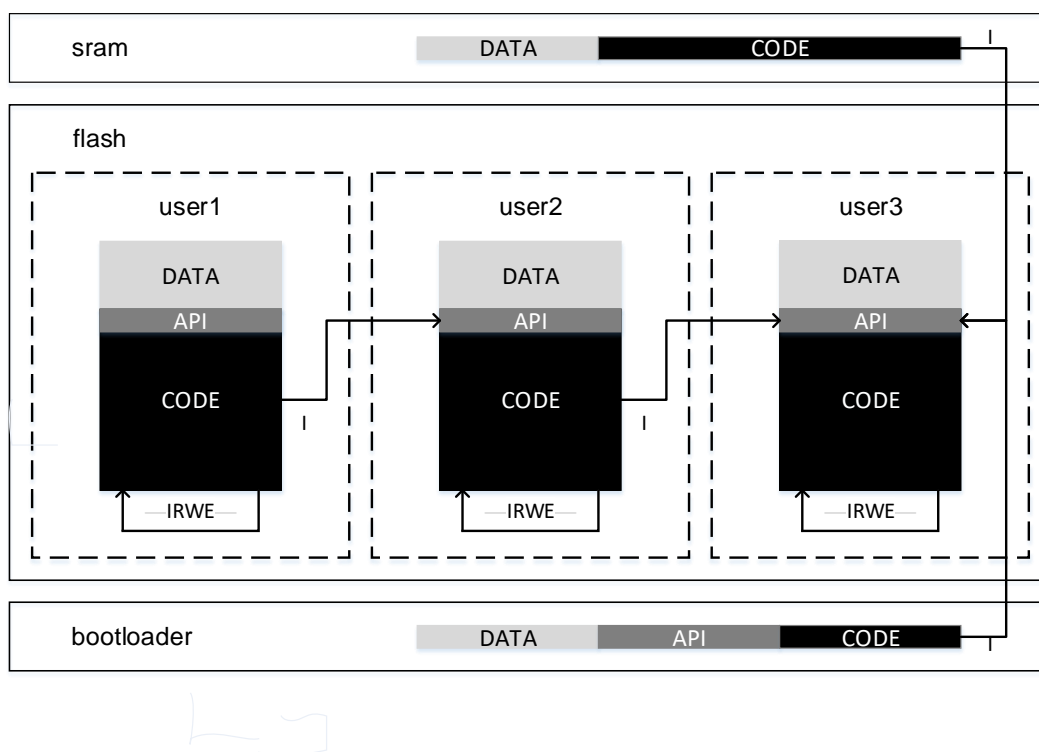 sram DATA CODE I
flash
user1 user2 user3
DATA DATA DATA
API API API
CODE CODE CODE
I I
IRWE IRWE IRWE
bootloader DATA API CODE I